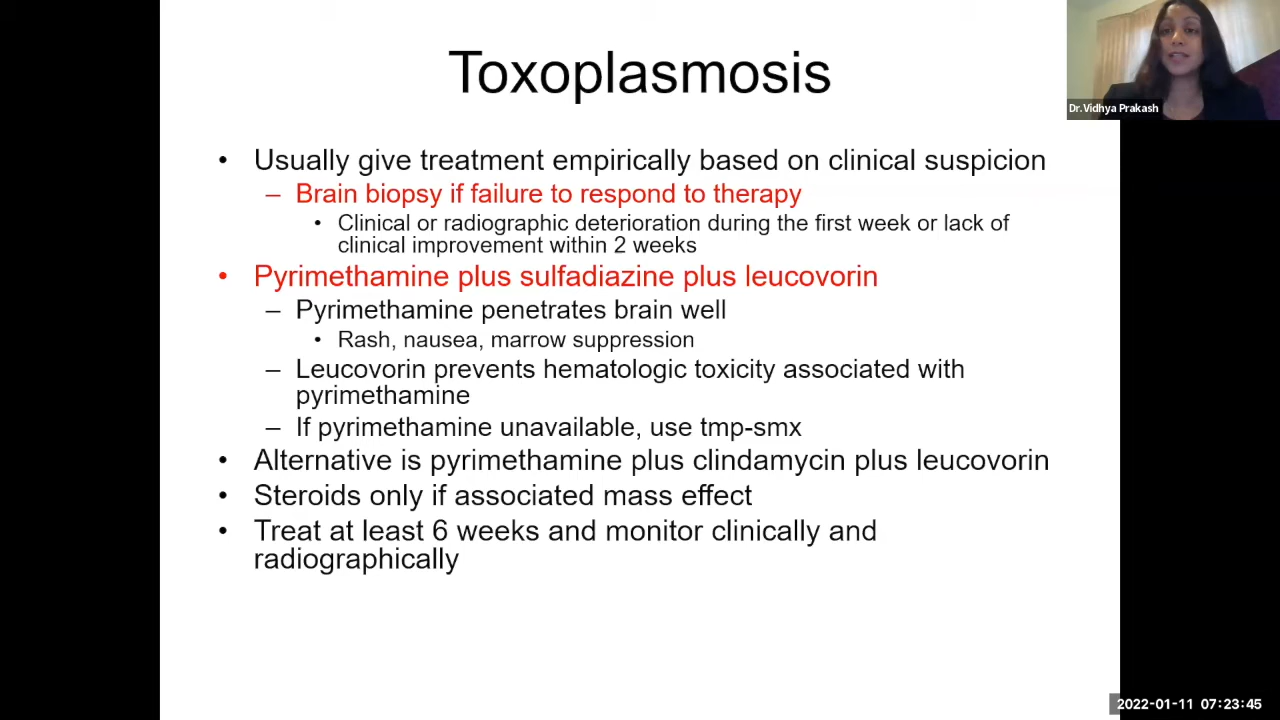 Toxoplasmosis
Dr.Vidhya Prakash
• Usually give treatment empirically based on clinical suspicion
– Brain biopsy if failure to respond to therapy
• Clinical or radiographic deterioration during the first week or lack of
clinical improvement within 2 weeks
• Pyrimethamine plus sulfadiazine plus leucovorin
– Pyrimethamine penetrates brain well
• Rash, nausea, marrow suppression
– Leucovorin prevents hematologic toxicity associated with
pyrimethamine
– If pyrimethamine unavailable, use tmp-smx
• Alternative is pyrimethamine plus clindamycin plus leucovorin
• Steroids only if associated mass effect
• Treat at least 6 weeks and monitor clinically and
radiographically
2022-01-11 07:23:45